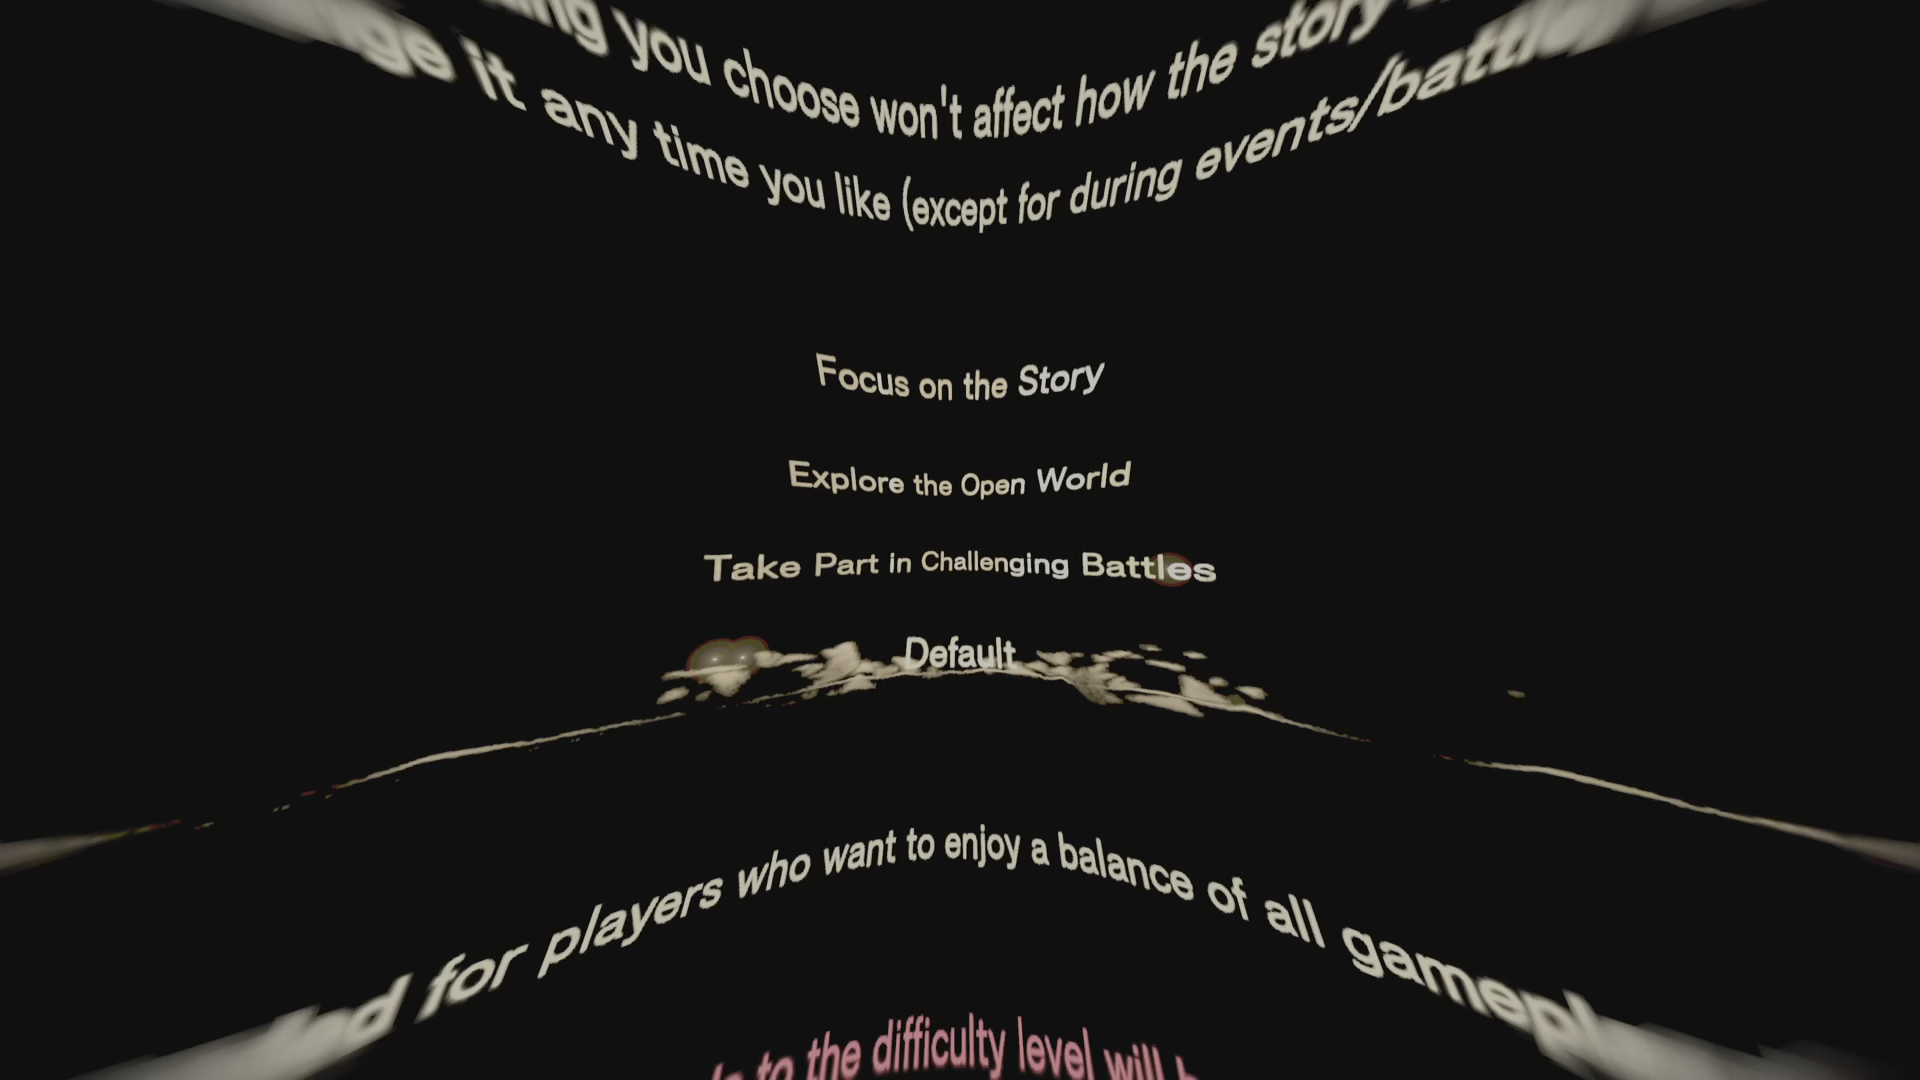 you choose won't affect how the story
it any time you like (except for during events/battles)
Focus on the Story
Explore the Open World
Take Part in Challenging Battles
Default
for players who want to enjoy a balance of all
to the difficulty level will